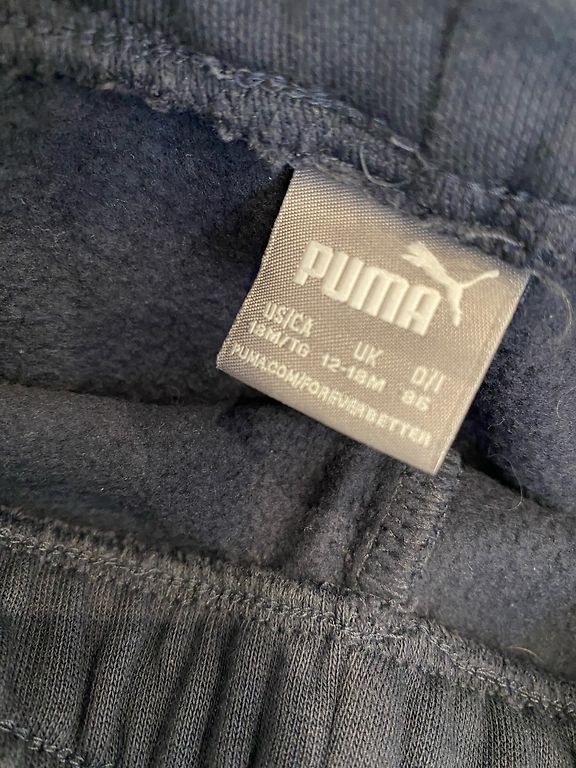 PUMA
US/CA UK D/I
18M/TG 12-18M 86
PUMA.COM/FOREVERBETTER